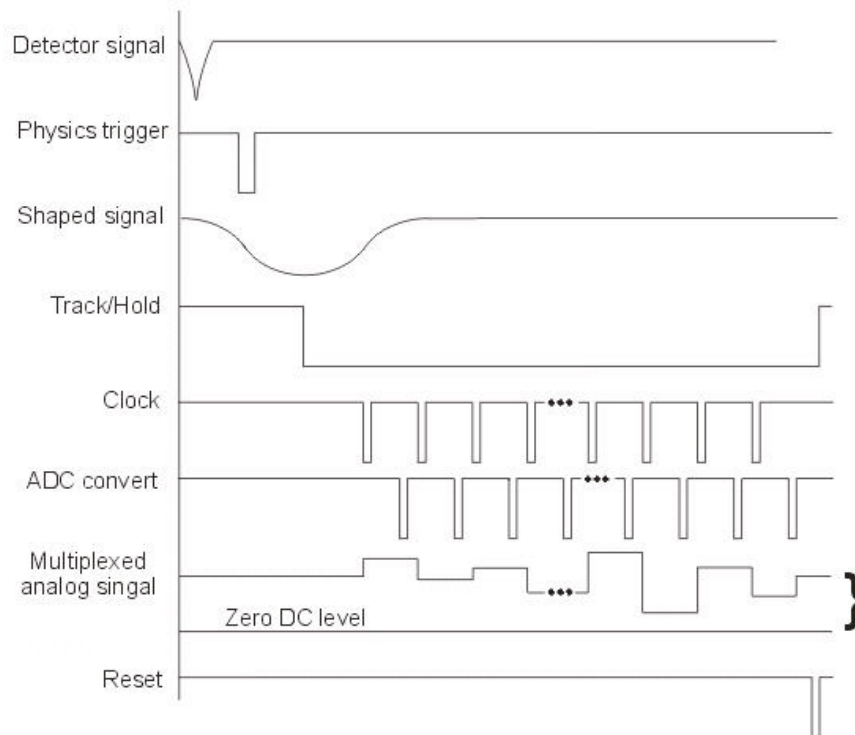 Detector signal
Physics trigger
Shaped signal
Track/Hold
Clock
ADC convert
Multiplexed
analog singal
Zero DC level
Reset